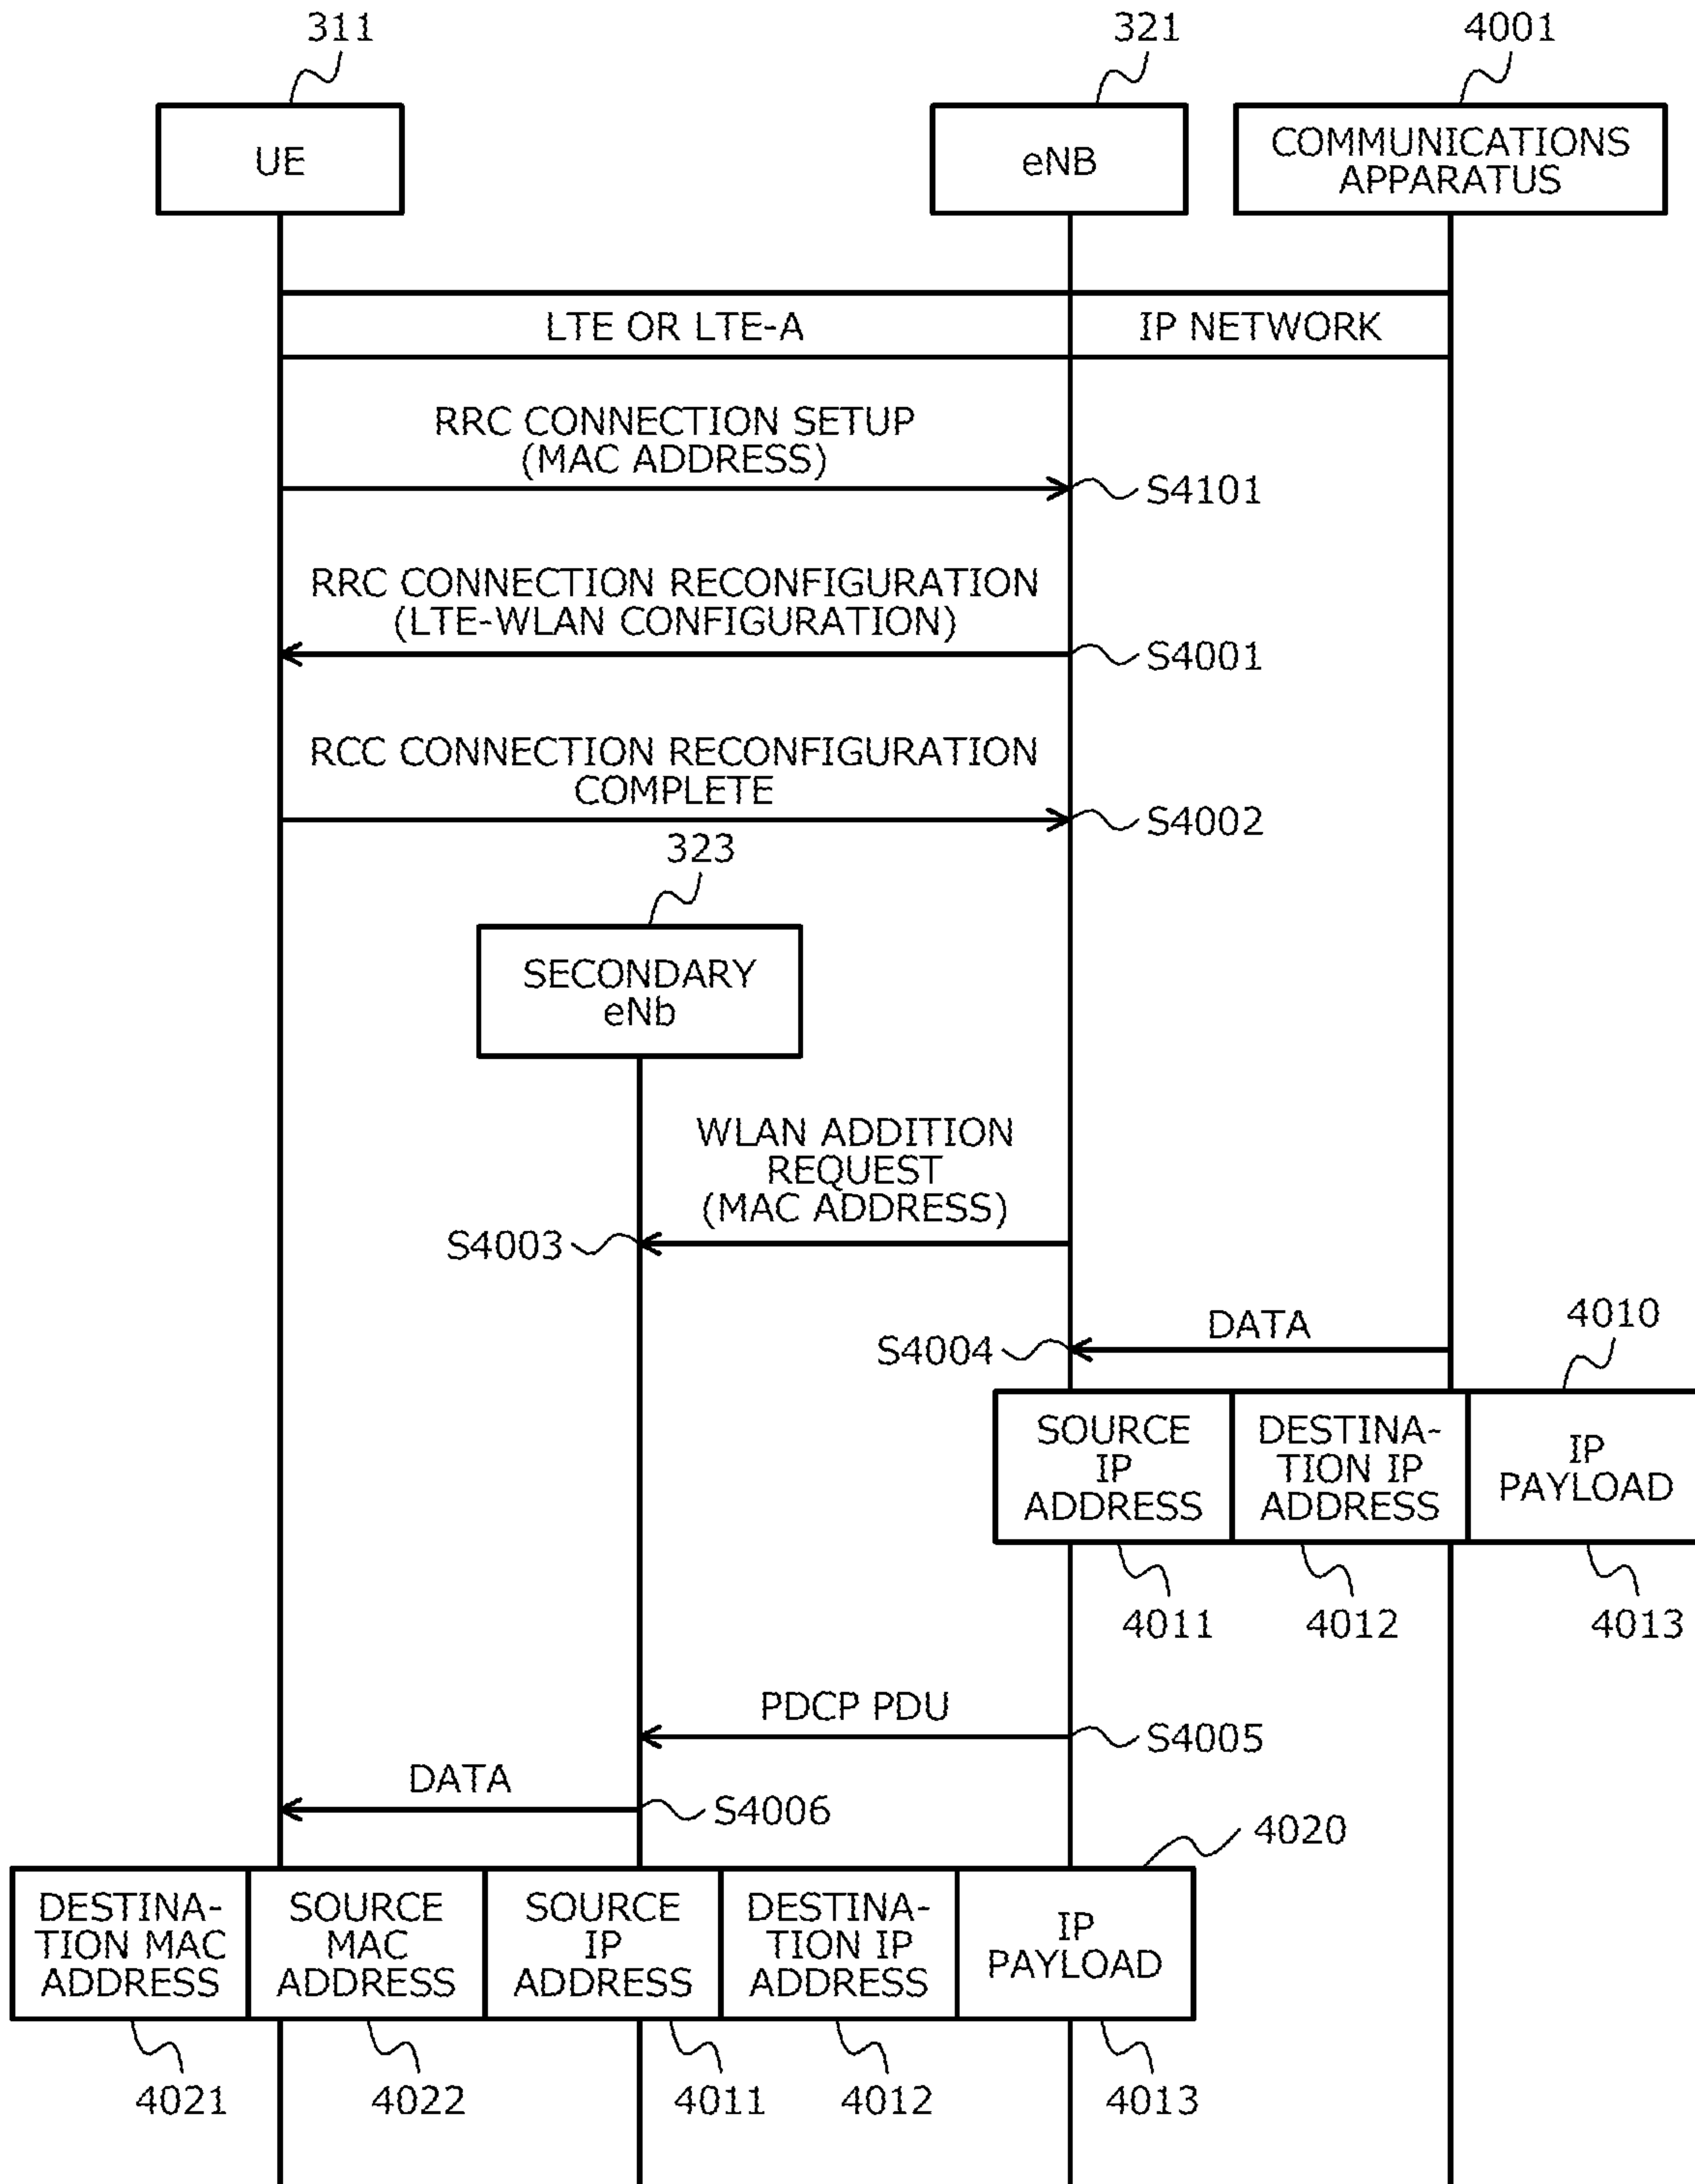 311
321
4001
UE
eNB
COMMUNICATIONS
APPARATUS
LTE OR LTE-A
IP NETWORK
RRC CONNECTION SETUP
(MAC ADDRESS)
S4101
RRC CONNECTION RECONFIGURATION
(LTE-WLAN CONFIGURATION)
S4001
RCC CONNECTION RECONFIGURATION
COMPLETE
S4002
323
SECONDARY
eNb
WLAN ADDITION
REQUEST
(MAC ADDRESS)
S4003
DATA
S4004
4010
SOURCE
IP
ADDRESS
DESTINA-
TION IP
ADDRESS
IP
PAYLOAD
4011
4012
4013
PDCP PDU
S4005
DATA
S4006
4020
DESTINA-
TION MAC
ADDRESS
SOURCE
MAC
ADDRESS
SOURCE
IP
ADDRESS
DESTINA-
TION IP
ADDRESS
IP
PAYLOAD
4021
4022
4011
4012
4013